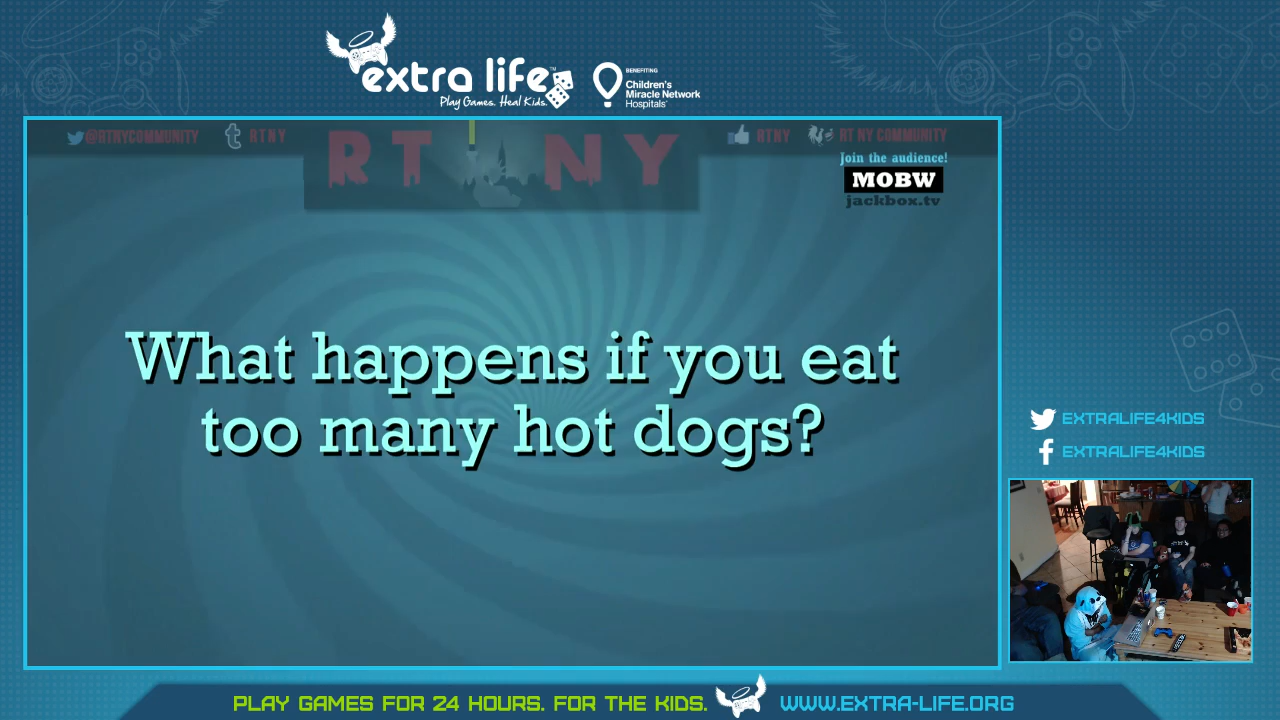 extra life™
Play Games. Heal Kids.
BENEFITING
Children's
Miracle Network
Hospitals
@RTNYCOMMUNITY
RTNY
RT NY
RTNY
RT NY COMMUNITY
Join the audience!
MOBW
jackbox.tv
What happens if you eat
too many hot dogs?
EXTRALIFE4KIDS
EXTRALIFE4KIDS
PLAY GAMES FOR 24 HOURS. FOR THE KIDS.
WWW.EXTRA-LIFE.ORG